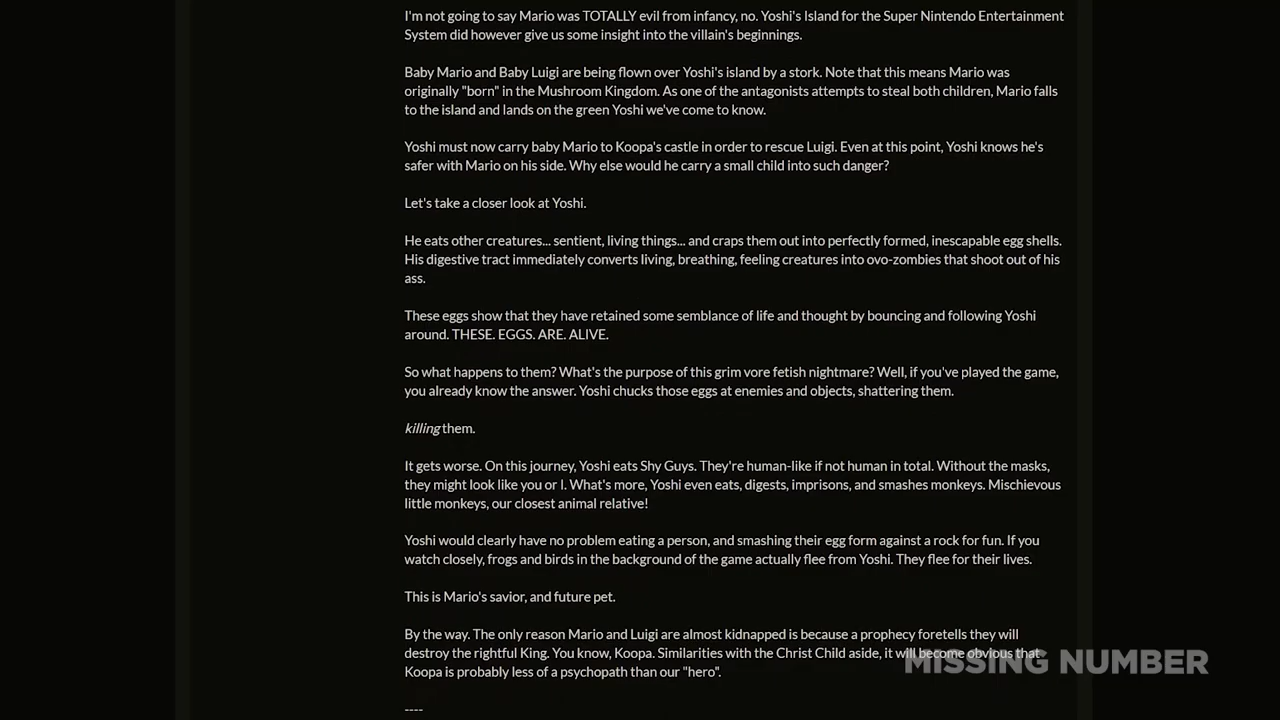 I'm not going to say Mario was TOTALLY evil from infancy, no. Yoshi's Island for the Super Nintendo Entertainment
System did however give us some insight into the villain's beginnings.
Baby Mario and Baby Luigi are being flown over Yoshi's island by a stork. Note that this means Mario was
originally "born" in the Mushroom Kingdom. As one of the antagonists attempts to steal both children, Mario falls
to the island and lands on the green Yoshi we've come to know.
Yoshi must now carry baby Mario to Koopa's castle in order to rescue Luigi. Even at this point, Yoshi knows he's
safer with Mario on his side. Why else would he carry a small child into such danger?
Let's take a closer look at Yoshi.
He eats other creatures... sentient, living things... and craps them out into perfectly formed, inescapable egg shells.
His digestive tract immediately converts living, breathing, feeling creatures into ovo-zombies that shoot out of his
ass.
These eggs show that they have retained some semblance of life and thought by bouncing and following Yoshi
around. THESE. EGGS. ARE. ALIVE.
So what happens to them? What's the purpose of this grim vore fetish nightmare? Well, if you've played the game,
you already know the answer. Yoshi chucks those eggs at enemies and objects, shattering them.
killing them.
It gets worse. On this journey, Yoshi eats Shy Guys. They're human-like if not human in total. Without the masks,
they might look like you or I. What's more, Yoshi even eats, digests, imprisons, and smashes monkeys. Mischievous
little monkeys, our closest animal relative!
Yoshi would clearly have no problem eating a person, and smashing their egg form against a rock for fun. If you
watch closely, frogs and birds in the background of the game actually flee from Yoshi. They flee for their lives.
This is Mario's savior, and future pet.
By the way. The only reason Mario and Luigi are almost kidnapped is because a prophecy foretells they will
destroy the rightful King. You know, Koopa. Similarities with the Christ Child aside, it will become obvious that
Koopa is probably less of a psychopath than our "hero".
----
MISSING NUMBER